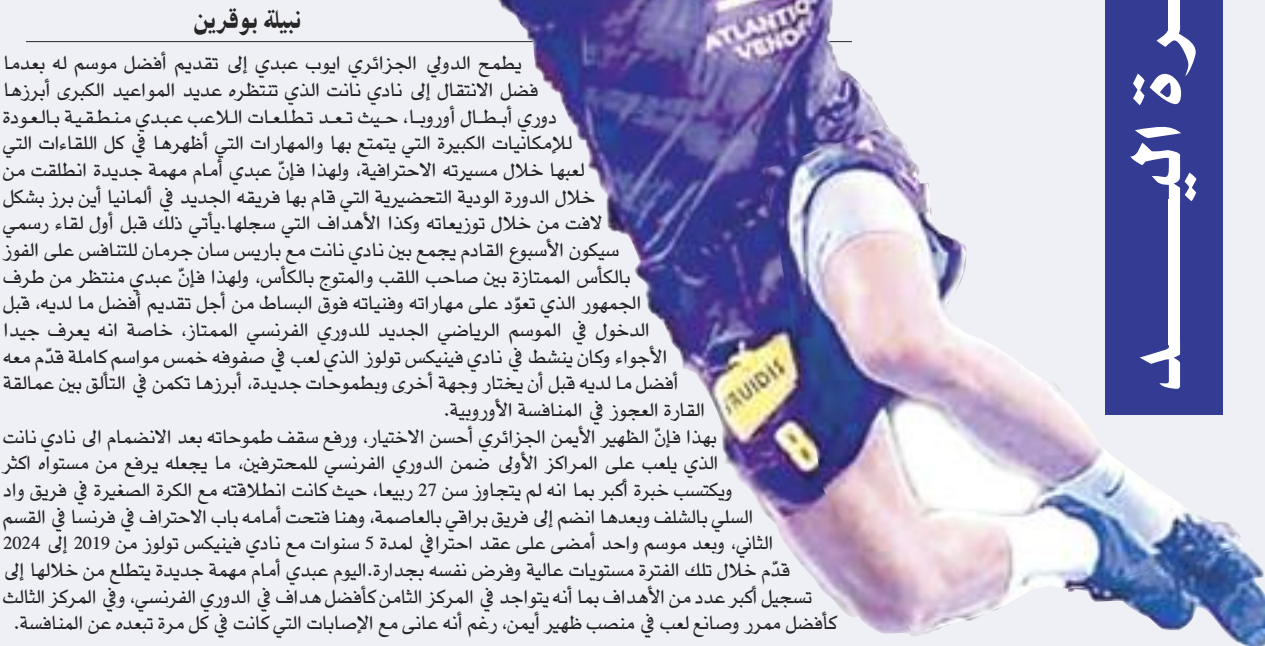 كرة اليـــــد
نبيلة بوقرين
ATLANTIQ
VENDÉ
يطمح الدولي الجزائري ايوب عبدي إلى تقديم أفضل موسم له بعدما
فضل الانتقال إلى نادي نانت الذي تنتظره عديد المواعيد الكبرى أبرزها
دوري أبطال أوروبا، حيث تعد تطلعات اللاعب عبدي منطقية بالعودة
للإمكانيات الكبيرة التي يتمتع بها والمهارات التي أظهرها في كل اللقاءات التي
لعبها خلال مسيرته الاحترافية، ولهذا فإنّ عبدي أمام مهمة جديدة انطلقت من
خلال الدورة الودية التحضيرية التي قام بها فريقه الجديد في ألمانيا أين برز بشكل
لافت من خلال توزيعاته وكذا الأهداف التي سجلها.يأتي ذلك قبل أول لقاء رسمي
سيكون الأسبوع القادم يجمع بين نادي نانت مع باريس سان جرمان للتنافس على الفوز
بالكأس الممتازة بين صاحب اللقب والمتوج بالكأس، ولهذا فإنّ عبدي منتظر من طرف
الجمهور الذي تعوّد على مهاراته وفنياته فوق البساط من أجل تقديم أفضل ما لديه، قبل
الدخول في الموسم الرياضي الجديد للدوري الفرنسي الممتاز، خاصة انه يعرف جيدا
الأجواء وكان ينشط في نادي فينيكس تولوز الذي لعب في صفوفه خمس مواسم كاملة قدّم معه
أفضل ما لديه قبل أن يختار وجهة أخرى وبطموحات جديدة، أبرزها تكمن في التألق بين عمالقة
القارة العجوز في المنافسة الأوروبية.
بهذا فإنّ الظهير الأيمن الجزائري أحسن الاختيار، ورفع سقف طموحاته بعد الانضمام الى نادي نانت
الذي يلعب على المراكز الأولى ضمن الدوري الفرنسي للمحترفين، ما يجعله يرفع من مستواه اكثر
ويكتسب خبرة أكبر بما انه لم يتجاوز سن 27 ربيعا، حيث كانت انطلاقته مع الكرة الصغيرة في فريق واد
السلي بالشلف وبعدها انضم إلى فريق براقي بالعاصمة، وهنا فتحت أمامه باب الاحتراف في فرنسا في القسم
الثاني، وبعد موسم واحد أمضى على عقد احترافي لمدة 5 سنوات مع نادي فينيكس تولوز من 2019 إلى 2024
قدّم خلال تلك الفترة مستويات عالية وفرض نفسه بجدارة.اليوم عبدي أمام مهمة جديدة يتطلع من خلالها إلى
تسجيل أكبر عدد من الأهداف بما أنه يتواجد في المركز الثامن كأفضل هداف في الدوري الفرنسي، وفي المركز الثالث
كأفضل ممرر وصانع لعب في منصب ظهير أيمن، رغم أنه عانى مع الإصابات التي كانت في كل مرة تبعده عن المنافسة.
8